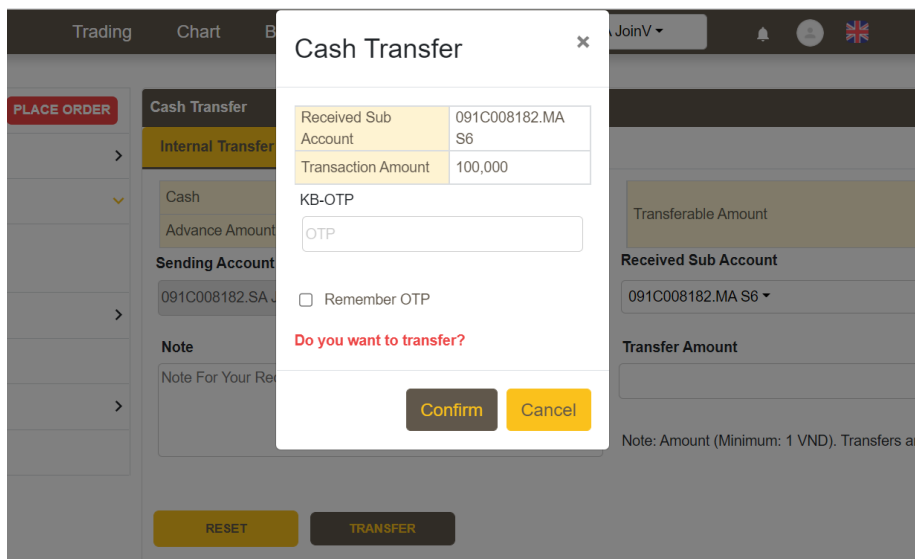 Trading
Chart
B
JoinV
Cash Transfer
×
PLACE ORDER
Cash Transfer
Internal Transfer
Received Sub
Account
091C008182.MA
S6
Transaction Amount
100,000
KB-OTP
OTP
Remember OTP
Do you want to transfer?
Confirm
Cancel
Cash
Advance Amount
Transferable Amount
Sending Account
091C008182.SA J
Received Sub Account
091C008182.MA S6
Note
Note For Your Rec
Transfer Amount
Note: Amount (Minimum: 1 VND). Transfers a
RESET
TRANSFER